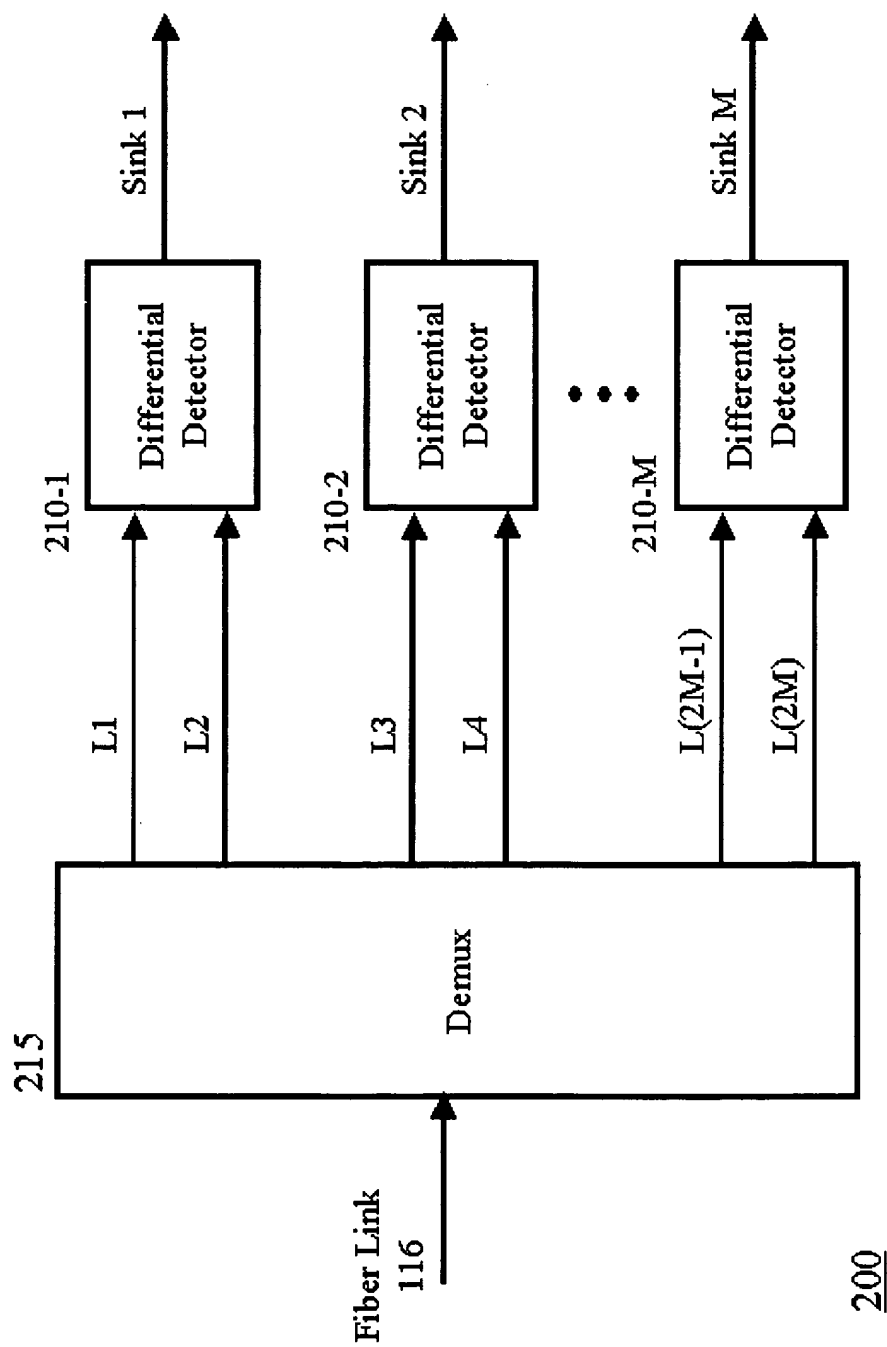 215
Fiber Link
116
Demux
L1
L2
L3
L4
L(2M-1)
L(2M)
210-1
Differential
Detector
Sink 1
210-2
Differential
Detector
Sink 2
210-M
Differential
Detector
Sink M
200